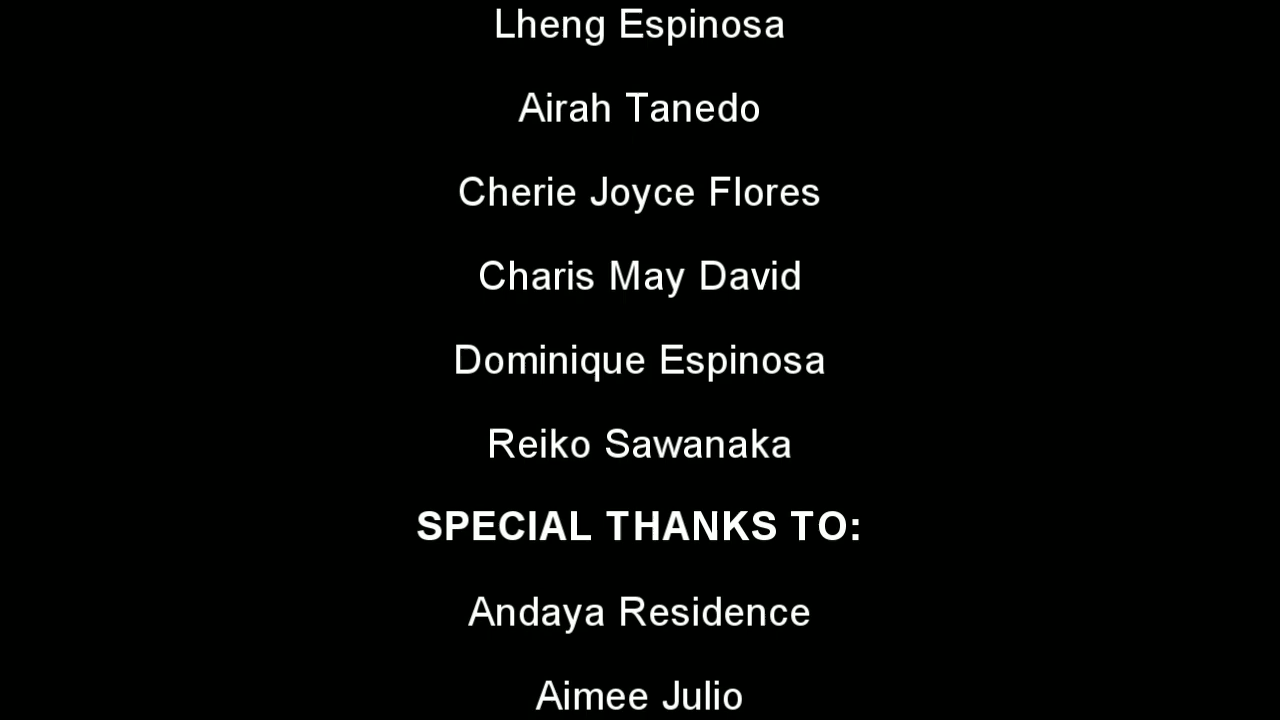 Lheng Espinosa
Airah Tanedo
Cherie Joyce Flores
Charis May David
Dominique Espinosa
Reiko Sawanaka
SPECIAL THANKS TO:
Andaya Residence
Aimee Julio